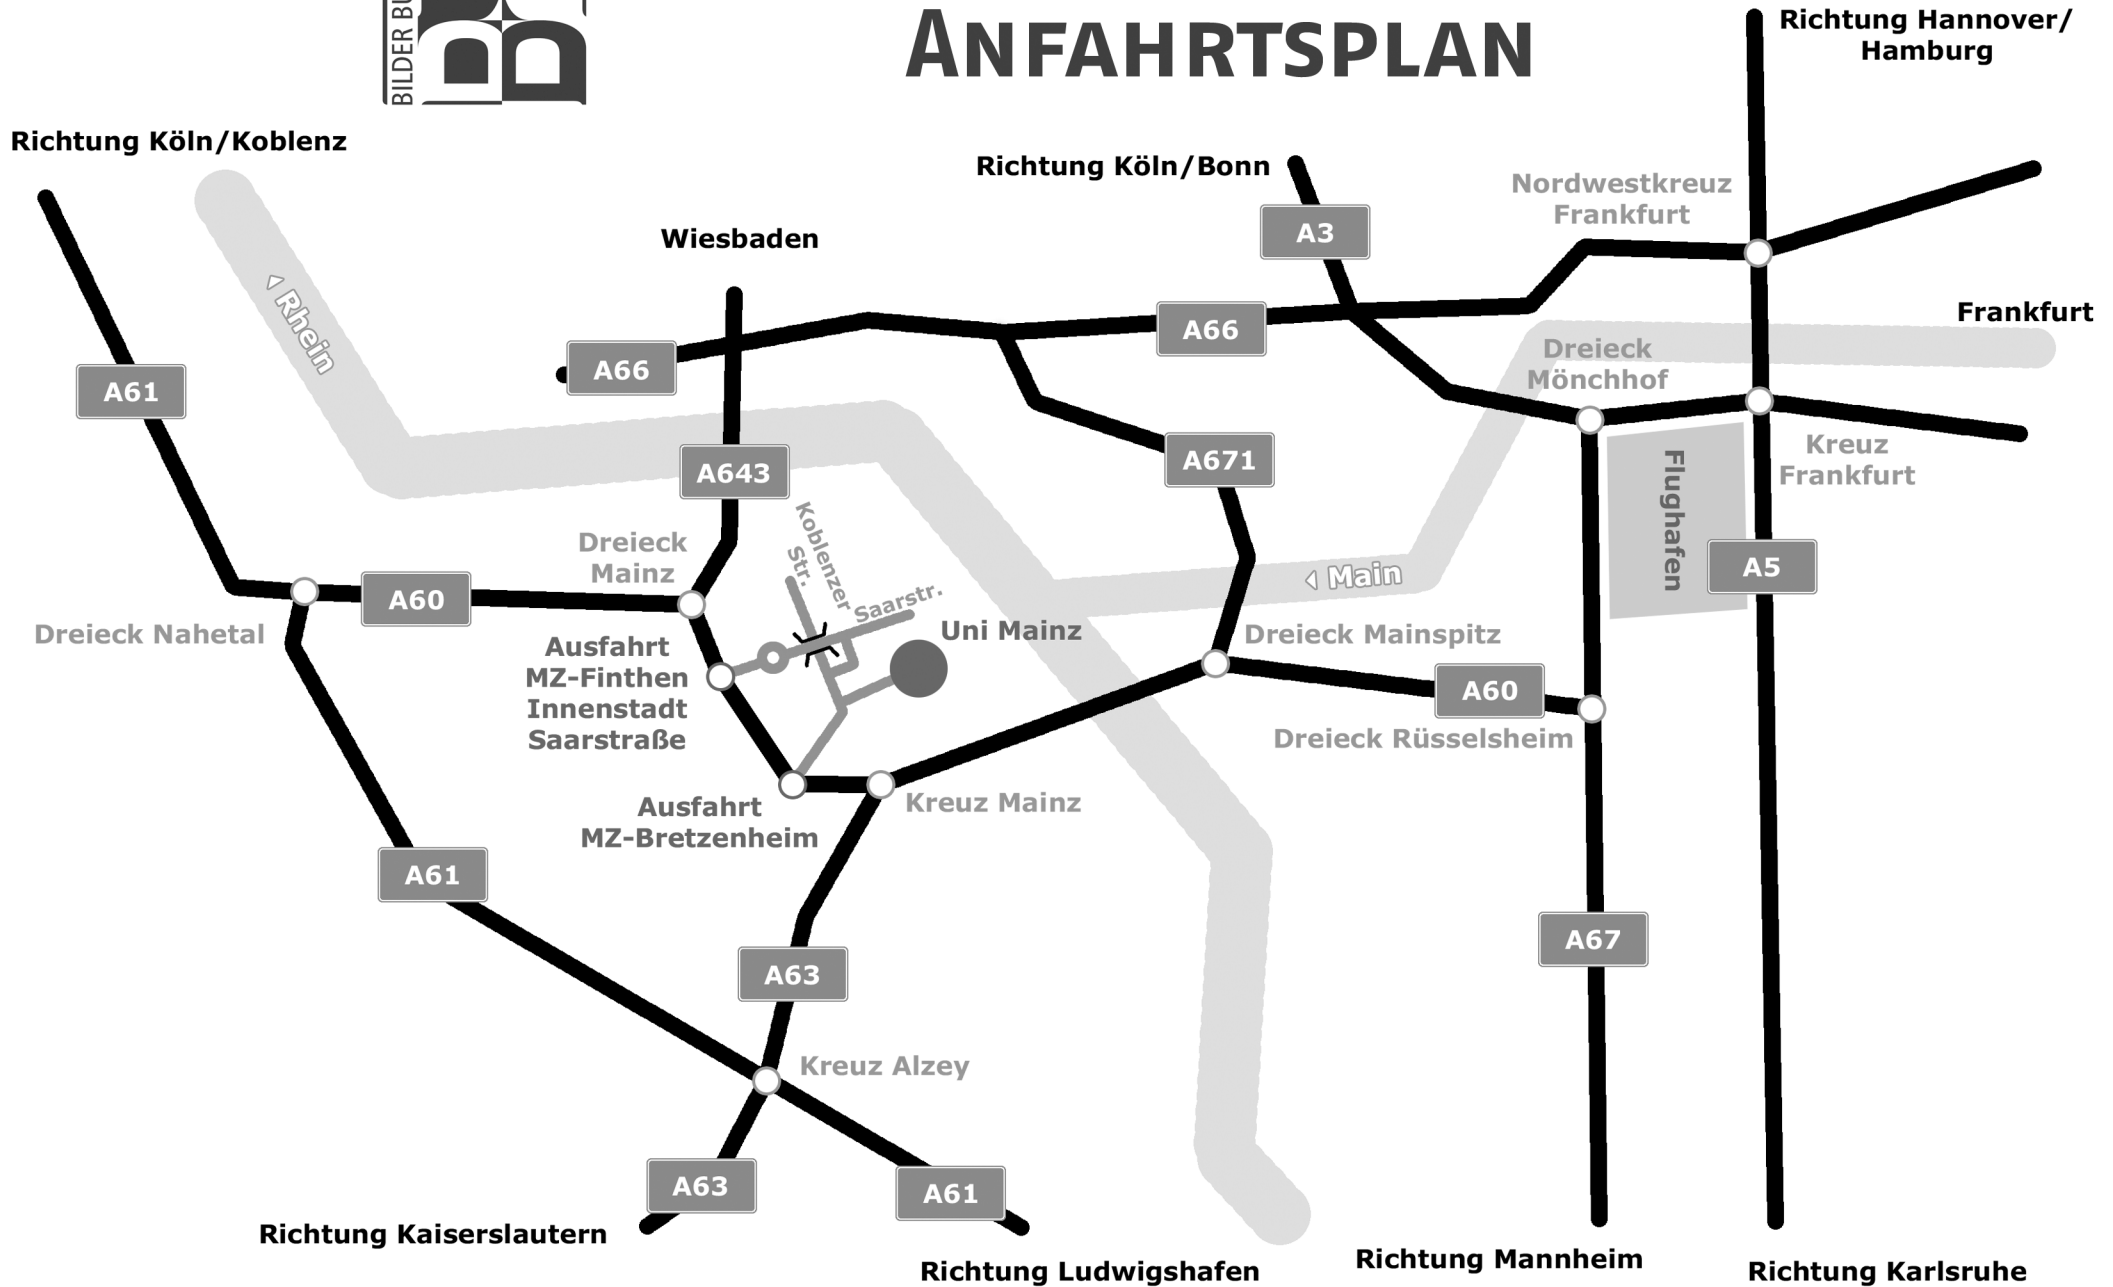 BILDER BU
ANFAHRTSPLAN
Richtung Hannover/
Hamburg
Richtung Köln/Koblenz
Richtung Köln/Bonn
Nordwestkreuz
Frankfurt
A3
Wiesbaden
Rhein
A66
A66
Frankfurt
Dreieck
Mönchhof
A61
A643
A671
Kreuz
Frankfurt
Flughafen
Koblenzer
Str.
Dreieck
Mainz
A60
Saarstr.
Main
A5
Dreieck Nahetal
Uni Mainz
Dreieck Mainspitz
Ausfahrt
MZ-Finthen
Innenstadt
Saarstraße
A60
Dreieck Rüsselsheim
Ausfahrt
MZ-Bretzenheim
Kreuz Mainz
A61
A67
A63
Kreuz Alzey
A63
A61
Richtung Kaiserslautern
Richtung Ludwigshafen
Richtung Mannheim
Richtung Karlsruhe